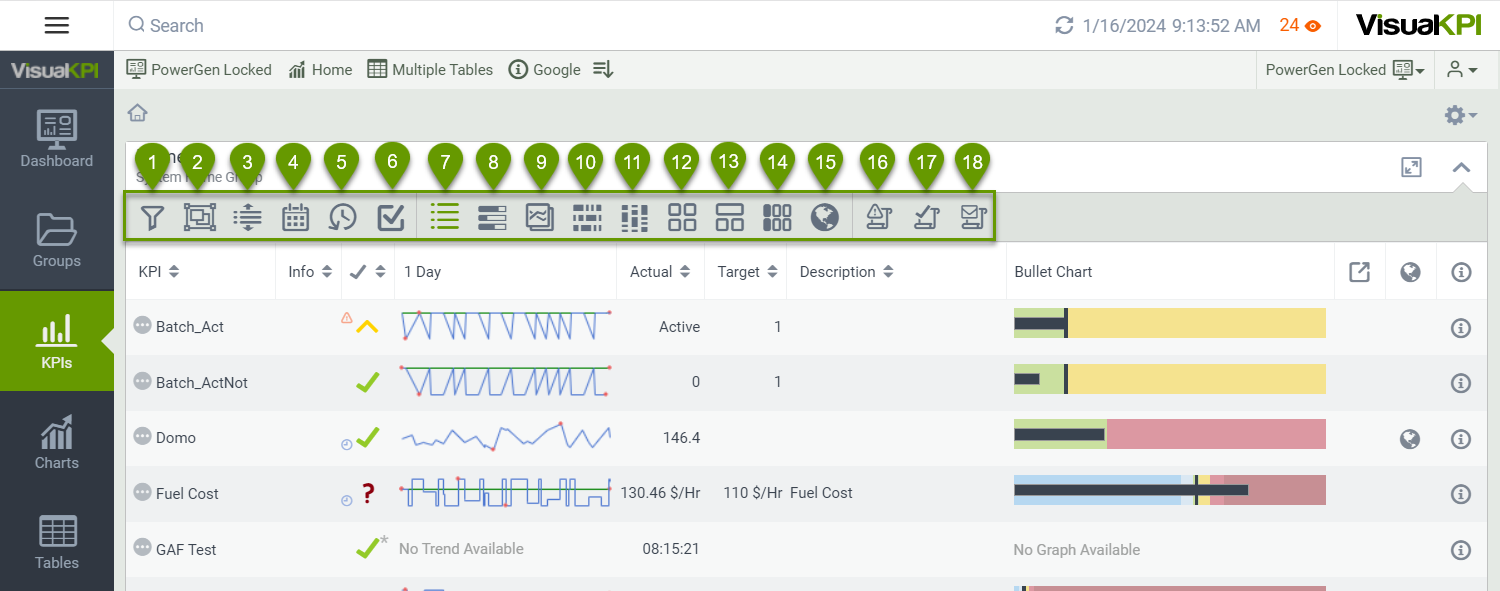 Search
1/16/2024 9:13:52 AM 24
VisualKPI
VisualKPI
PowerGen Locked Home Multiple Tables Google
PowerGen Locked
Dashboard
Groups
KPIs
Charts
Tables
1 2 3 4 5 6 7 8 9 10 11 12 13 14 15 16 17 18
KPI Info 1 Day Actual Target Description Bullet Chart
Batch_Act Active 1
Batch_ActNot 0 1
Domo 146.4
Fuel Cost ? 130.46 $/Hr 110 $/Hr Fuel Cost
GAF Test * No Trend Available 08:15:21 No Graph Available